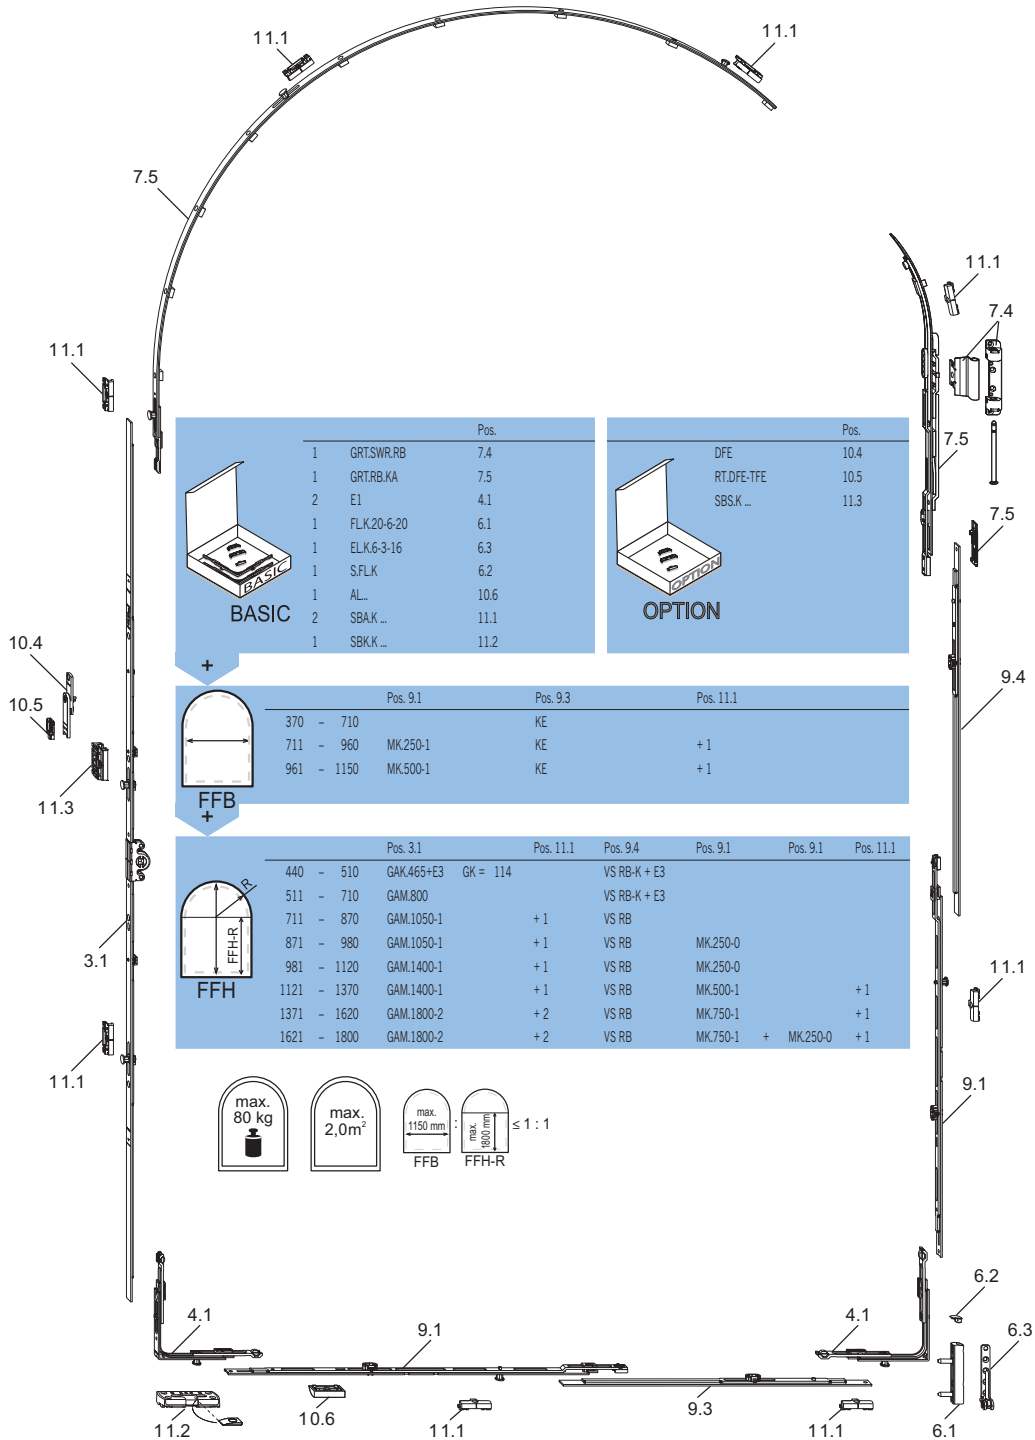 11.1
11.1
7.5
11.1
7.4
11.1
7.5
7.5
Pos.
1 GRT.SWR.RB 7.4
1 GRT.RB.KA 7.5
2 E1 4.1
1 FL.K.20-6-20 6.1
1 EL.K.6-3-16 6.3
1 S.FL.K 6.2
1 AL... 10.6
2 SBA.K ... 11.1
1 SBK.K ... 11.2
BASIC
BASIC
Pos.
DFE 10.4
RT.DFE-TFE 10.5
SBS.K ... 11.3
OPTION
OPTION
+
10.4
10.5
11.3
9.4
Pos. 9.1 Pos. 9.3 Pos. 11.1
370 – 710 KE
711 – 960 MK.250-1 KE + 1
961 – 1150 MK.500-1 KE + 1
FFB
+
Pos. 3.1 Pos. 11.1 Pos. 9.4 Pos. 9.1 Pos. 9.1 Pos. 11.1
440 – 510 GAK.465+E3 GK = 114 VS RB-K + E3
511 – 710 GAM.800 VS RB-K + E3
711 – 870 GAM.1050-1 + 1 VS RB
871 – 980 GAM.1050-1 + 1 VS RB MK.250-0
981 – 1120 GAM.1400-1 + 1 VS RB MK.250-0
1121 – 1370 GAM.1400-1 + 1 VS RB MK.500-1 + 1
1371 – 1620 GAM.1800-2 + 2 VS RB MK.750-1 + 1
1621 – 1800 GAM.1800-2 + 2 VS RB MK.750-1 + MK.250-0 + 1
R
FFH-R
FFH
3.1
11.1
11.1
9.1
max.
80 kg
max.
2,0m²
max.
1150 mm
FFB
:
max.
1800 mm
FFH-R
≤ 1 : 1
4.1
9.1
4.1
6.2
6.3
11.2
10.6
11.1
9.3
11.1
6.1